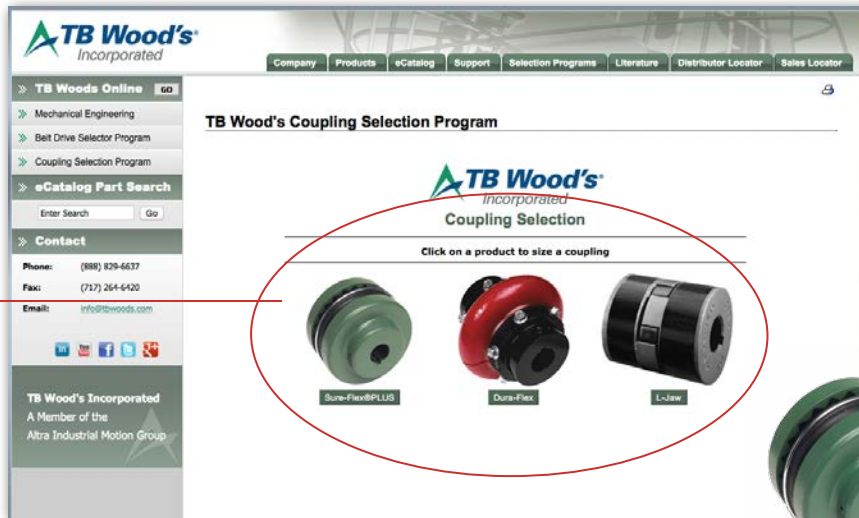 TB Wood's®
Incorporated
Company Products eCatalog Support Selection Programs Literature Distributor Locator Sales Locator
TB Woods Online GO
Mechanical Engineering
Belt Drive Selector Program
Coupling Selection Program
eCatalog Part Search
Enter Search Go
Contact
Phone: (888) 829-6637
Fax: (717) 264-6420
Email: info@tbwoods.com
in You f t g+
TB Wood's Incorporated
A Member of the
Altra Industrial Motion Group
TB Wood's Coupling Selection Program
TB Wood's®
Incorporated
Coupling Selection
Click on a product to size a coupling
Sure-Flex®PLUS Dura-Flex L-Jaw